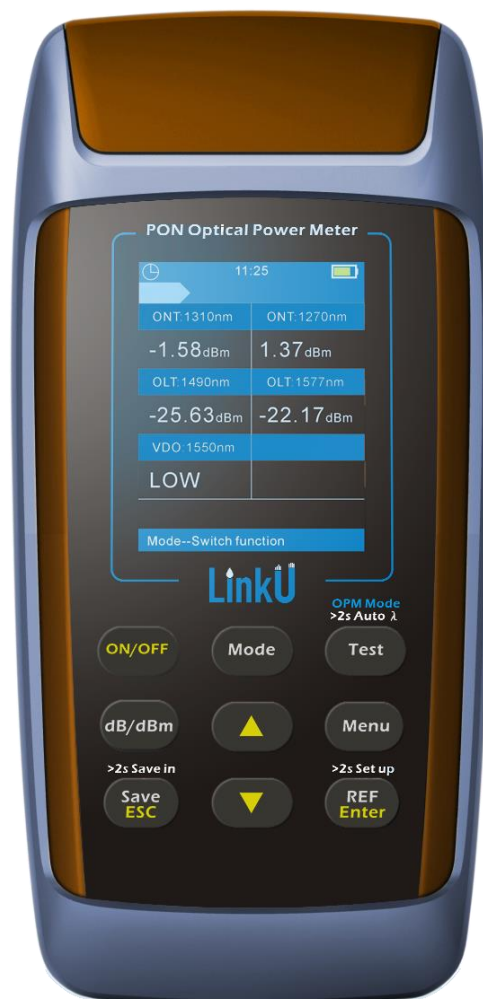 PON Optical Power Meter
11:25
ONT:1310nm ONT:1270nm
-1.58dBm 1.37dBm
OLT:1490nm OLT:1577nm
-25.63dBm -22.17dBm
VDO:1550nm
LOW
Mode--Switch function
LinkU
OPM Mode
>2s Auto λ
ON/OFF Mode Test
dB/dBm Menu
>2s Save in >2s Set up
Save REF
ESC Enter